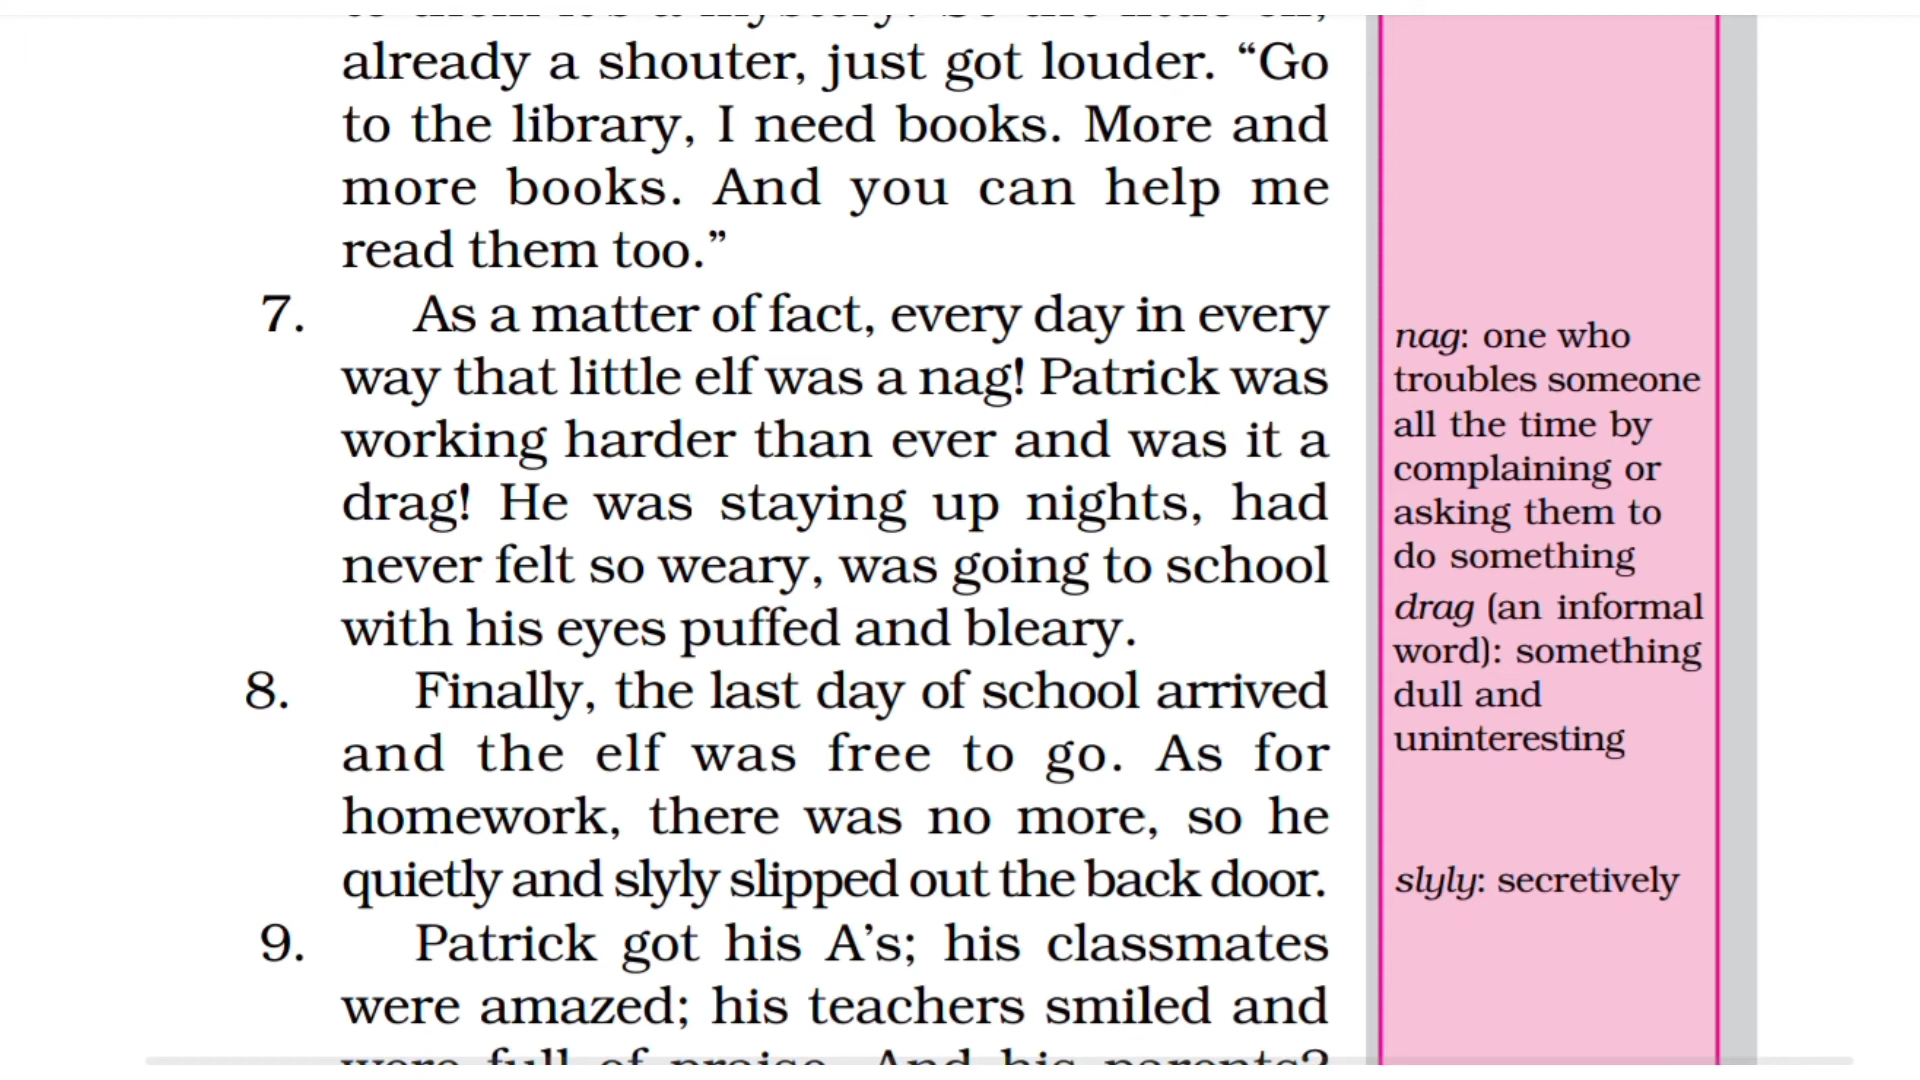 already a shouter, just got louder. “Go
to the library, I need books. More and
more books. And you can help me
read them too.”
7. As a matter of fact, every day in every
way that little elf was a nag! Patrick was
working harder than ever and was it a
drag! He was staying up nights, had
never felt so weary, was going to school
with his eyes puffed and bleary.
8. Finally, the last day of school arrived
and the elf was free to go. As for
homework, there was no more, so he
quietly and slyly slipped out the back door.
9. Patrick got his A’s; his classmates
were amazed; his teachers smiled and
were full of praise. And his parents?
nag: one who
troubles someone
all the time by
complaining or
asking them to
do something
drag (an informal
word): something
dull and
uninteresting
slyly: secretively